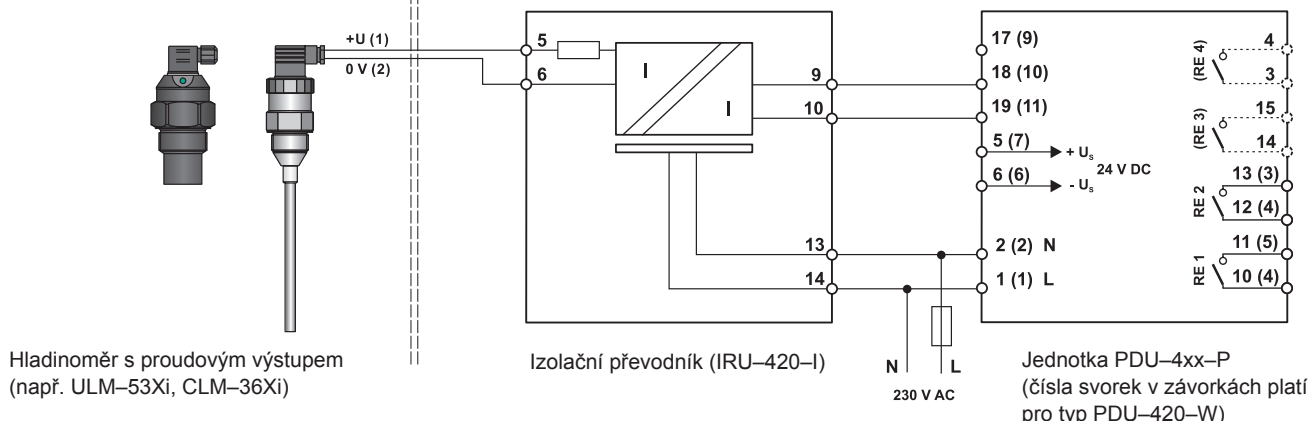 +U (1)
0 V (2)
5
6
I
I
9
10
13
14
17 (9)
18 (10)
19 (11)
5 (7)
+ Us
24 V DC
6 (6)
- Us
2 (2) N
1 (1) L
(RE 4)
4
3
(RE 3)
15
14
RE 2
13 (3)
12 (4)
RE 1
11 (5)
10 (4)
N
L
230 V AC
Hladinoměr s proudovým výstupem
(např. ULM–53Xi, CLM–36Xi)
Izolační převodník (IRU–420–I)
Jednotka PDU–4xx–P
(čísla svorek v závorkách platí
pro typ PDU–420–W)